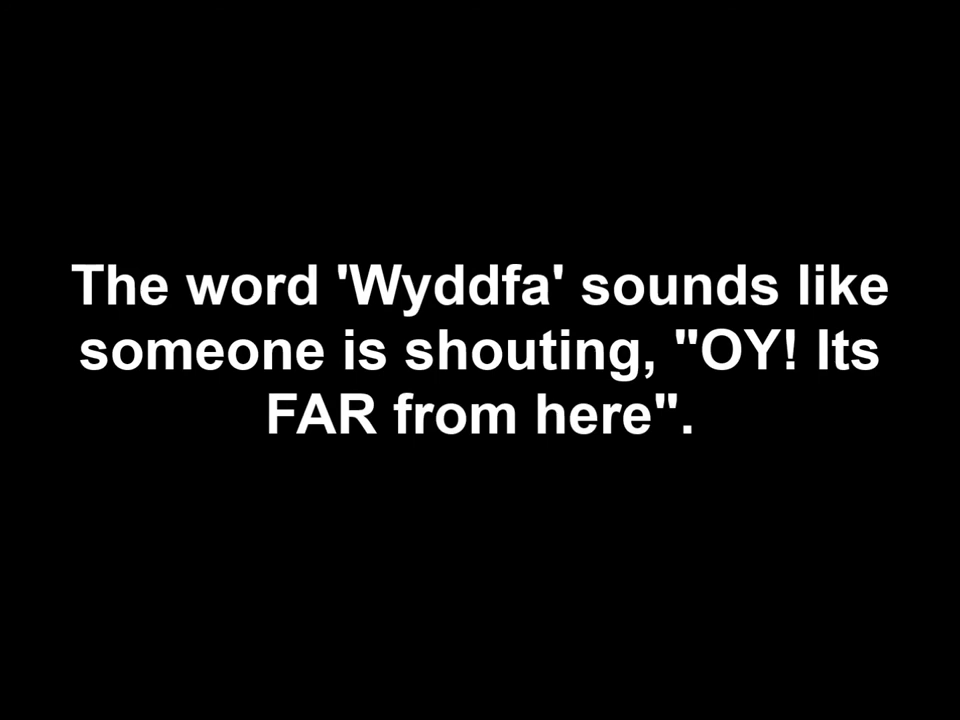 The word 'Wyddfa' sounds like
someone is shouting, "OY! Its
FAR from here".